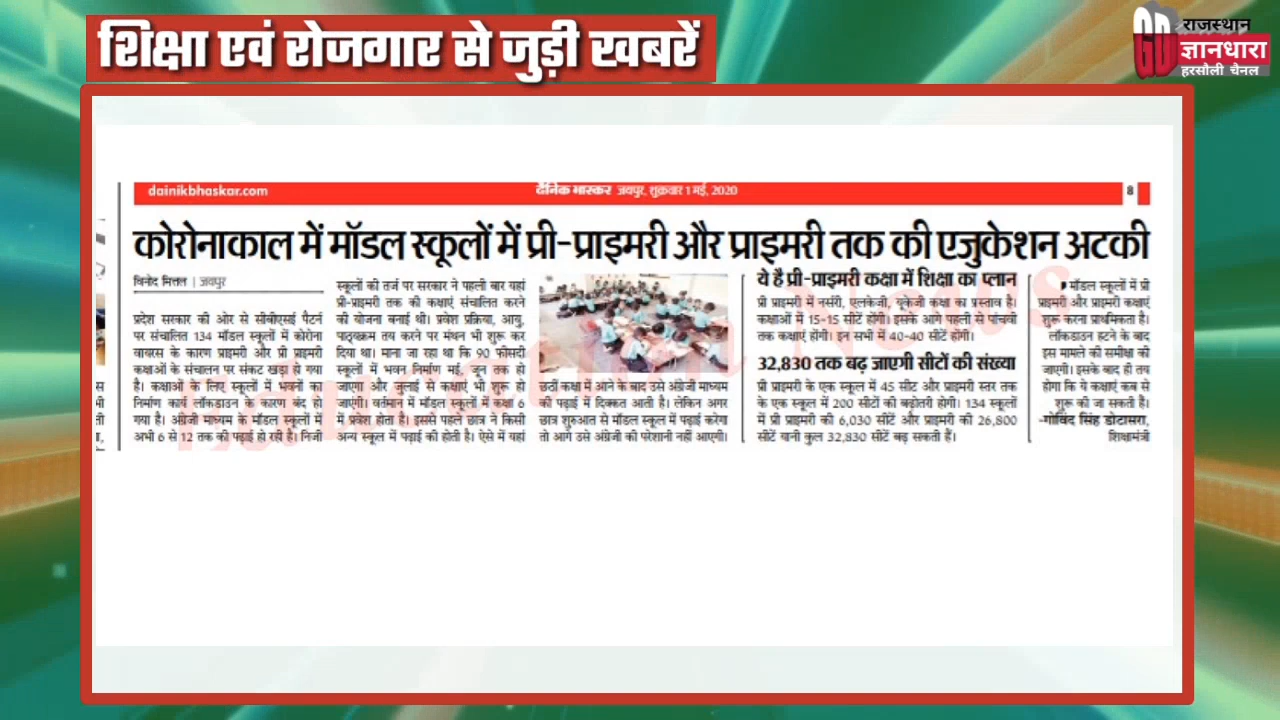 शिक्षा एवं रोजगार से जुड़ी खबरें
GD
राजस्थान
ज्ञानधारा
हरसौली चैनल
dainikbhaskar.com
दैनिक भास्कर जयपुर, शुक्रवार 1 मई, 2020
8
कोरोनाकाल में मॉडल स्कूलों में प्री-प्राइमरी और प्राइमरी तक की एजुकेशन अटकी
विनोद मित्तल | जयपुर
प्रदेश सरकार की ओर से सीबीएसई पैटर्न
पर संचालित 134 मॉडल स्कूलों में कोरोना
वायरस के कारण प्राइमरी और प्री प्राइमरी
कक्षाओं के संचालन पर संकट खड़ा हो गया
है। कक्षाओं के लिए स्कूलों में भवनों का
निर्माण कार्य लॉकडाउन के कारण बंद हो
गया है। अंग्रेजी माध्यम के मॉडल स्कूलों में
अभी 6 से 12 तक की पढ़ाई हो रही है। निजी
स्कूलों की तर्ज पर सरकार ने पहली बार यहां
प्री-प्राइमरी तक की कक्षाएं संचालित करने
की योजना बनाई थी। प्रवेश प्रक्रिया, आयु,
पाठ्यक्रम तय करने पर मंथन भी शुरू कर
दिया था। माना जा रहा था कि 90 फीसदी
स्कूलों में भवन निर्माण मई, जून तक हो
जाएगा और जुलाई से कक्षाएं भी शुरू हो
जाएंगी। वर्तमान में मॉडल स्कूलों में कक्षा 6
में प्रवेश होता है। इससे पहले छात्र ने किसी
अन्य स्कूल में पढ़ाई की होती है। ऐसे में यहां
छठीं कक्षा में आने के बाद उसे अंग्रेजी माध्यम
की पढ़ाई में दिक्कत आती है। लेकिन अगर
छात्र शुरुआत से मॉडल स्कूल में पढ़ाई करेगा
तो आगे उसे अंग्रेजी की परेशानी नहीं आएगी।
ये है प्री-प्राइमरी कक्षा में शिक्षा का प्लान
प्री प्राइमरी में नर्सरी, एलकेजी, यूकेजी कक्षा का प्रस्ताव है।
कक्षाओं में 15-15 सीटें होंगी। इसके आगे पहली से पांचवीं
तक कक्षाएं होंगी। इन सभी में 40-40 सीटें होंगी।
32,830 तक बढ़ जाएगी सीटों की संख्या
प्री प्राइमरी के एक स्कूल में 45 सीट और प्राइमरी स्तर तक
के एक स्कूल में 200 सीटों की बढ़ोतरी होगी। 134 स्कूलों
में प्री प्राइमरी की 6,030 सीटें और प्राइमरी की 26,800
सीटें यानी कुल 32,830 सीटें बढ़ सकती हैं।
मॉडल स्कूलों में प्री
प्राइमरी और प्राइमरी कक्षाएं
शुरू करना प्राथमिकता है।
लॉकडाउन हटने के बाद
इस मामले की समीक्षा की
जाएगी। इसके बाद ही तय
होगा कि ये कक्षाएं कब से
शुरू की जा सकती है।
-गोविंद सिंह डोटासरा,
शिक्षामंत्री